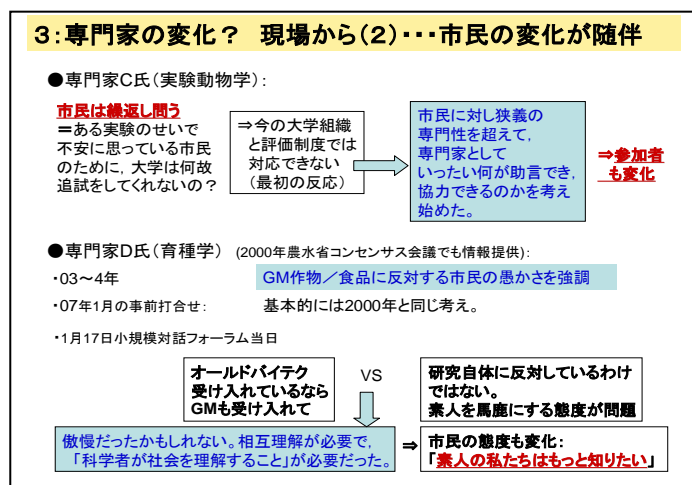 3:専門家の変化? 現場から(2)・・・市民の変化が随伴
●専門家C氏(実験動物学):
市民は繰返し問う
=ある実験のせいで
不安に思っている市民
のために,大学は何故
追試をしてくれないの?
⇒今の大学組織
と評価制度では
対応できない
(最初の反応)
市民に対し狭義の
専門性を超えて,
専門家として
いったい何が助言でき,
協力できるのかを考え
始めた。
⇒参加者
も変化
●専門家D氏(育種学) (2000年農水省コンセンサス会議でも情報提供):
・03~4年 GM作物/食品に反対する市民の愚かさを強調
・07年1月の事前打合せ: 基本的には2000年と同じ考え。
・1月17日小規模対話フォーラム当日
オールドバイテク
受け入れているなら
GMも受け入れて
VS
研究自体に反対しているわけ
ではない。
素人を馬鹿にする態度が問題
傲慢だったかもしれない。相互理解が必要で,
「科学者が社会を理解すること」が必要だった。
⇒
市民の態度も変化:
「素人の私たちはもっと知りたい」